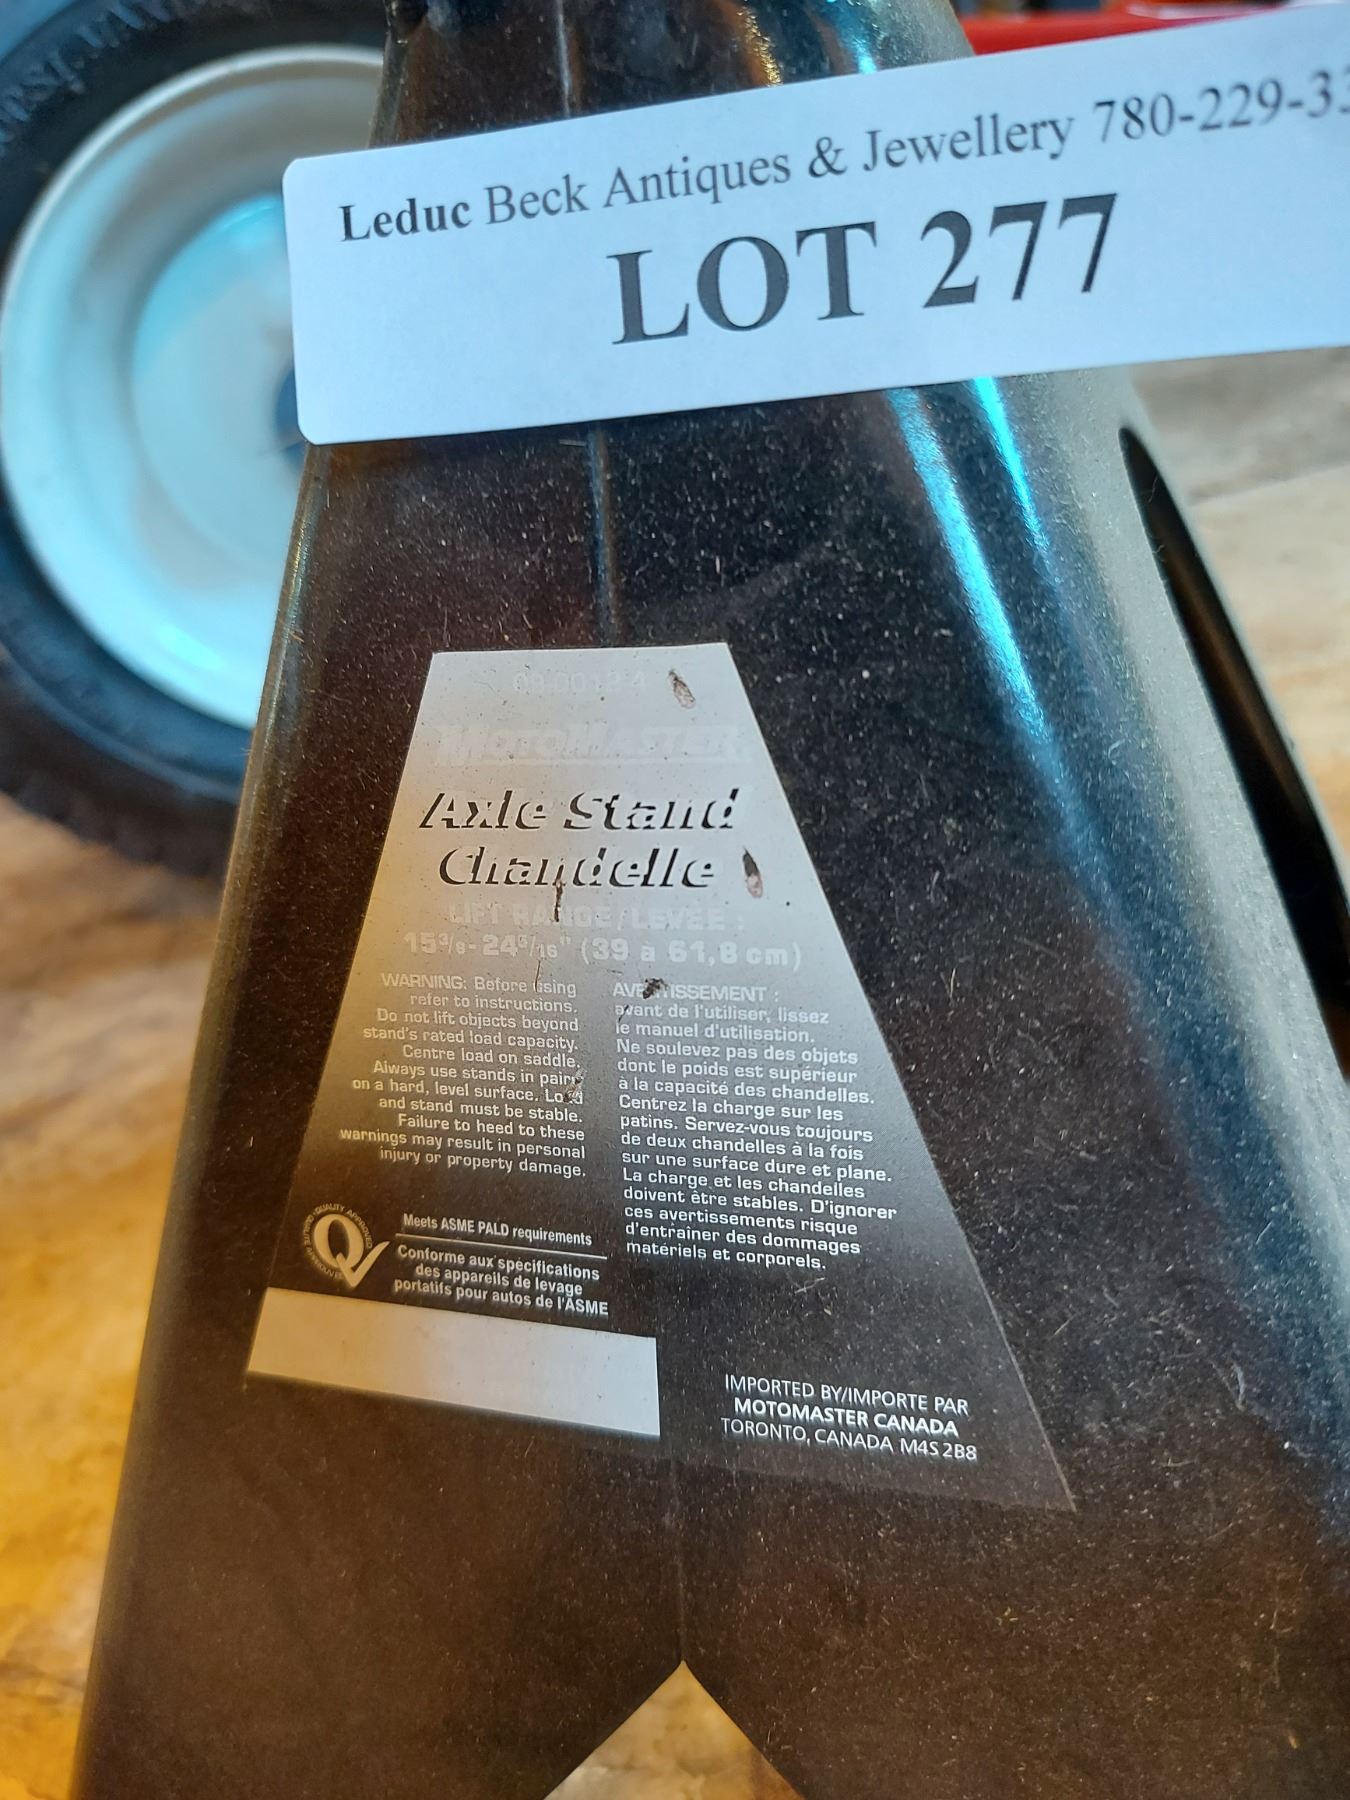 Leduc Beck Antiques & Jewellery 780-229-33
LOT 277
MOTOMASTER
Axle Stand
Chandelle
LIFT RANGE/LEVÉE :
15³/₈- 24⁵/₁₆" (39 à 61,8 cm)
WARNING: Before using
refer to instructions.
Do not lift objects beyond
stand's rated load capacity.
Centre load on saddle.
Always use stands in pairs
on a hard, level surface. Load
and stand must be stable.
Failure to heed to these
warnings may result in personal
injury or property damage.
AVERTISSEMENT :
avant de l'utiliser, lissez
le manuel d'utilisation.
Ne soulevez pas des objets
dont le poids est supérieur
à la capacité des chandelles.
Centrez la charge sur les
patins. Servez-vous toujours
de deux chandelles à la fois
sur une surface dure et plane.
La charge et les chandelles
doivent être stables. D'ignorer
ces avertissements risque
d'entraîner des dommages
matériels et corporels.
QUALITY APPROVED
Meets ASME PALD requirements
Conforme aux spécifications
des appareils de levage
portatifs pour autos de l'ASME
IMPORTED BY/IMPORTE PAR
MOTOMASTER CANADA
TORONTO, CANADA M4S 2B8